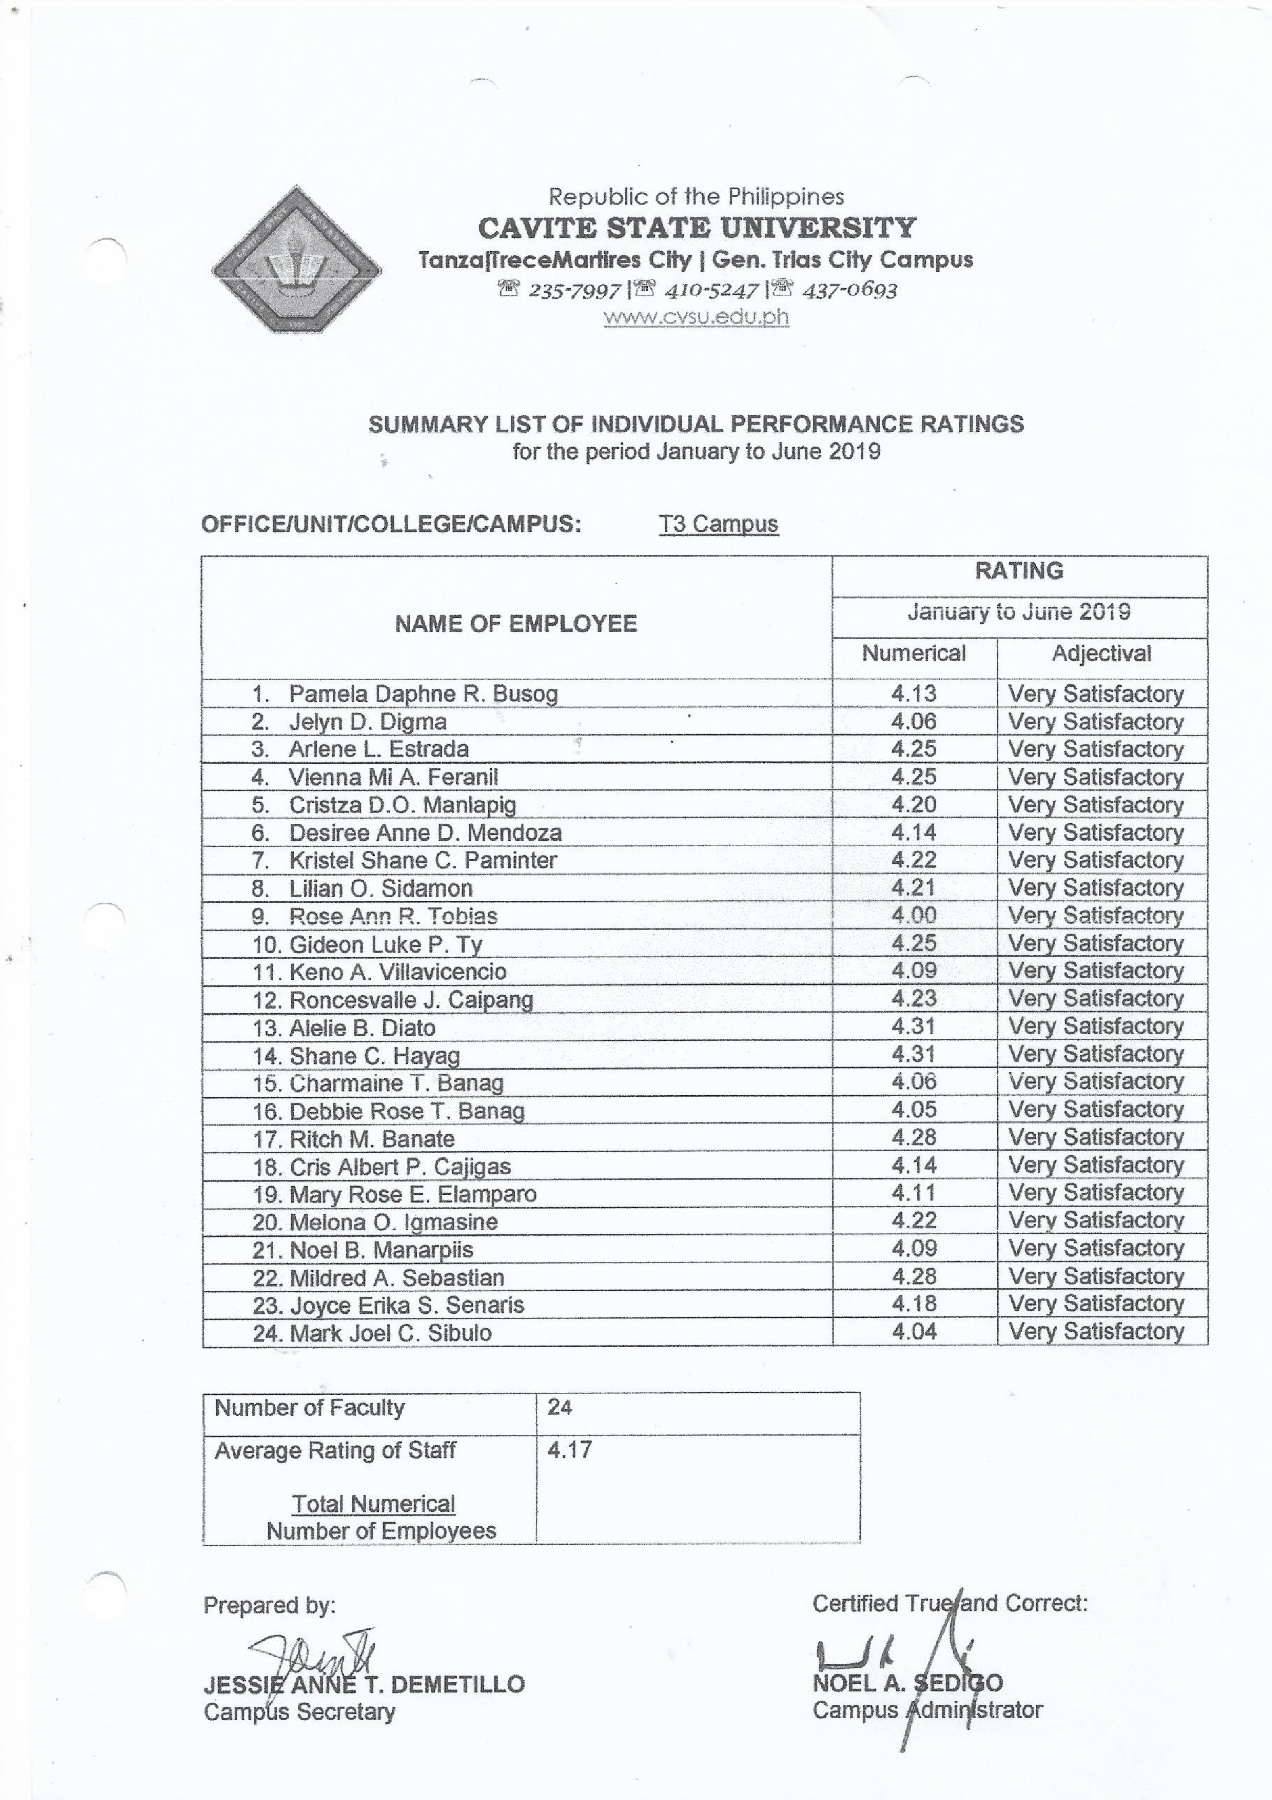 Republic of the Philippines
CAVITE STATE UNIVERSITY
Tanza|TreceMartires City | Gen. Trias City Campus
☎ 235-7997 |☎ 410-5247 |☎ 437-0693
www.cvsu.edu.ph
SUMMARY LIST OF INDIVIDUAL PERFORMANCE RATINGS
for the period January to June 2019
OFFICE/UNIT/COLLEGE/CAMPUS: T3 Campus
RATING
January to June 2019
NAME OF EMPLOYEE
Numerical Adjectival
1. Pamela Daphne R. Busog 4.13 Very Satisfactory
2. Jelyn D. Digma 4.06 Very Satisfactory
3. Arlene L. Estrada 4.25 Very Satisfactory
4. Vienna Mi A. Feranil 4.25 Very Satisfactory
5. Cristza D.O. Manlapig 4.20 Very Satisfactory
6. Desiree Anne D. Mendoza 4.14 Very Satisfactory
7. Kristel Shane C. Paminter 4.22 Very Satisfactory
8. Lilian O. Sidamon 4.21 Very Satisfactory
9. Rose Ann R. Tobias 4.00 Very Satisfactory
10. Gideon Luke P. Ty 4.25 Very Satisfactory
11. Keno A. Villavicencio 4.09 Very Satisfactory
12. Roncesvalle J. Caipang 4.23 Very Satisfactory
13. Alelie B. Diato 4.31 Very Satisfactory
14. Shane C. Hayag 4.31 Very Satisfactory
15. Charmaine T. Banag 4.06 Very Satisfactory
16. Debbie Rose T. Banag 4.05 Very Satisfactory
17. Ritch M. Banate 4.28 Very Satisfactory
18. Cris Albert P. Cajigas 4.14 Very Satisfactory
19. Mary Rose E. Elamparo 4.11 Very Satisfactory
20. Melona O. Igmasine 4.22 Very Satisfactory
21. Noel B. Manarpiis 4.09 Very Satisfactory
22. Mildred A. Sebastian 4.28 Very Satisfactory
23. Joyce Erika S. Senaris 4.18 Very Satisfactory
24. Mark Joel C. Sibulo 4.04 Very Satisfactory
Number of Faculty 24
Average Rating of Staff 4.17
Total Numerical
Number of Employees
Prepared by: Certified True and Correct:
JESSIE ANNE T. DEMETILLO NOEL A. SEDIGO
Campus Secretary Campus Administrator